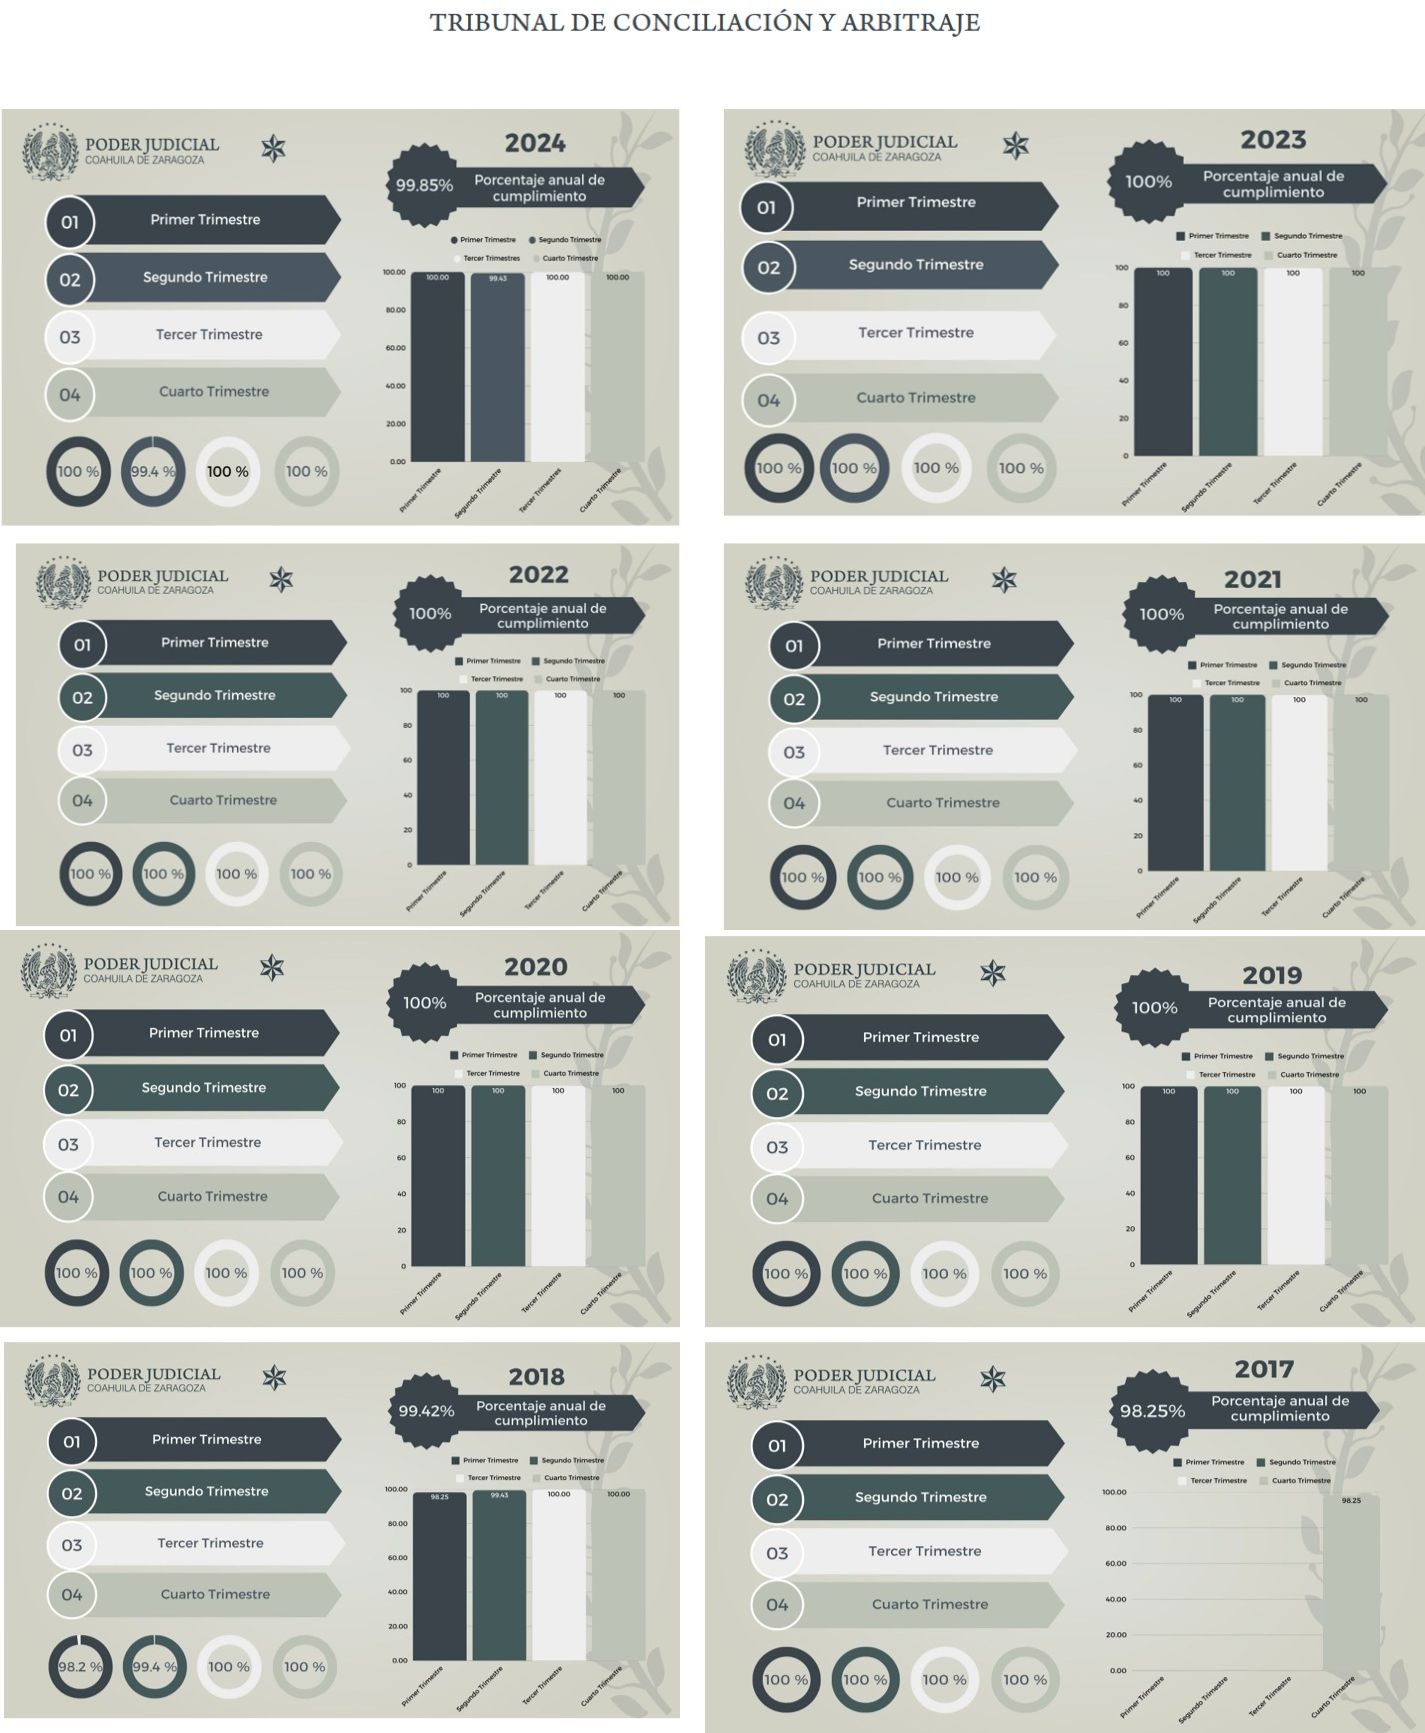 TRIBUNAL DE CONCILIACIÓN Y ARBITRAJE
PODER JUDICIAL
COAHUILA DE ZARAGOZA
01 Primer Trimestre
02 Segundo Trimestre
03 Tercer Trimestre
04 Cuarto Trimestre
100 % 99.4 % 100 % 100 %
2024
99.85% Porcentaje anual de
cumplimiento
Primer Trimestre Segundo Trimestre
Tercer Trimestres Cuarto Trimestre
100.00
80.00
60.00
40.00
20.00
0.00
100.00 99.43 100.00 100.00
Primer Trimestre Segundo Trimestre Tercer Trimestres Cuarto Trimestre
PODER JUDICIAL
COAHUILA DE ZARAGOZA
01 Primer Trimestre
02 Segundo Trimestre
03 Tercer Trimestre
04 Cuarto Trimestre
100 % 100 % 100 % 100 %
2023
100% Porcentaje anual de
cumplimiento
Primer Trimestre Segundo Trimestre
Tercer Trimestre Cuarto Trimestre
100
80
60
40
20
0
100 100 100 100
Primer Trimestre Segundo Trimestre Tercer Trimestre Cuarto Trimestre
PODER JUDICIAL
COAHUILA DE ZARAGOZA
01 Primer Trimestre
02 Segundo Trimestre
03 Tercer Trimestre
04 Cuarto Trimestre
100 % 100 % 100 % 100 %
2022
100% Porcentaje anual de
cumplimiento
Primer Trimestre Segundo Trimestre
Tercer Trimestre Cuarto Trimestre
100
80
60
40
20
0
100 100 100 100
Primer Trimestre Segundo Trimestre Tercer Trimestre Cuarto Trimestre
PODER JUDICIAL
COAHUILA DE ZARAGOZA
01 Primer Trimestre
02 Segundo Trimestre
03 Tercer Trimestre
04 Cuarto Trimestre
100 % 100 % 100 % 100 %
2021
100% Porcentaje anual de
cumplimiento
Primer Trimestre Segundo Trimestre
Tercer Trimestre Cuarto Trimestre
100
80
60
40
20
0
100 100 100 100
Primer Trimestre Segundo Trimestre Tercer Trimestre Cuarto Trimestre
PODER JUDICIAL
COAHUILA DE ZARAGOZA
01 Primer Trimestre
02 Segundo Trimestre
03 Tercer Trimestre
04 Cuarto Trimestre
100 % 100 % 100 % 100 %
2020
100% Porcentaje anual de
cumplimiento
Primer Trimestre Segundo Trimestre
Tercer Trimestre Cuarto Trimestre
100
80
60
40
20
0
100 100 100 100
Primer Trimestre Segundo Trimestre Tercer Trimestre Cuarto Trimestre
PODER JUDICIAL
COAHUILA DE ZARAGOZA
01 Primer Trimestre
02 Segundo Trimestre
03 Tercer Trimestre
04 Cuarto Trimestre
100 % 100 % 100 % 100 %
2019
100% Porcentaje anual de
cumplimiento
Primer Trimestre Segundo Trimestre
Tercer Trimestre Cuarto Trimestre
100
80
60
40
20
0
100 100 100 100
Primer Trimestre Segundo Trimestre Tercer Trimestre Cuarto Trimestre
PODER JUDICIAL
COAHUILA DE ZARAGOZA
01 Primer Trimestre
02 Segundo Trimestre
03 Tercer Trimestre
04 Cuarto Trimestre
98.2 % 99.4 % 100 % 100 %
2018
99.42% Porcentaje anual de
cumplimiento
Primer Trimestre Segundo Trimestre
Tercer Trimestre Cuarto Trimestre
100.00
80.00
60.00
40.00
20.00
0.00
98.25 99.43 100.00 100.00
Primer Trimestre Segundo Trimestre Tercer Trimestre Cuarto Trimestre
PODER JUDICIAL
COAHUILA DE ZARAGOZA
01 Primer Trimestre
02 Segundo Trimestre
03 Tercer Trimestre
04 Cuarto Trimestre
100 % 100 % 100 % 100 %
2017
98.25% Porcentaje anual de
cumplimiento
Primer Trimestre Segundo Trimestre
Tercer Trimestre Cuarto Trimestre
100.00
80.00
60.00
40.00
20.00
0.00
98.25
Primer Trimestre Segundo Trimestre Tercer Trimestre Cuarto Trimestre